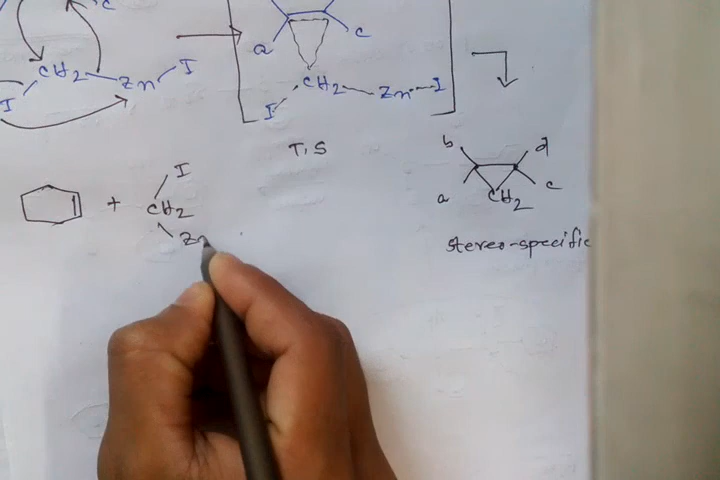 c
a c
I CH2 Zn I
I CH2 Zn I
T.S
b d
a CH2 c
stereo-specific
+ I
CH2
Zn